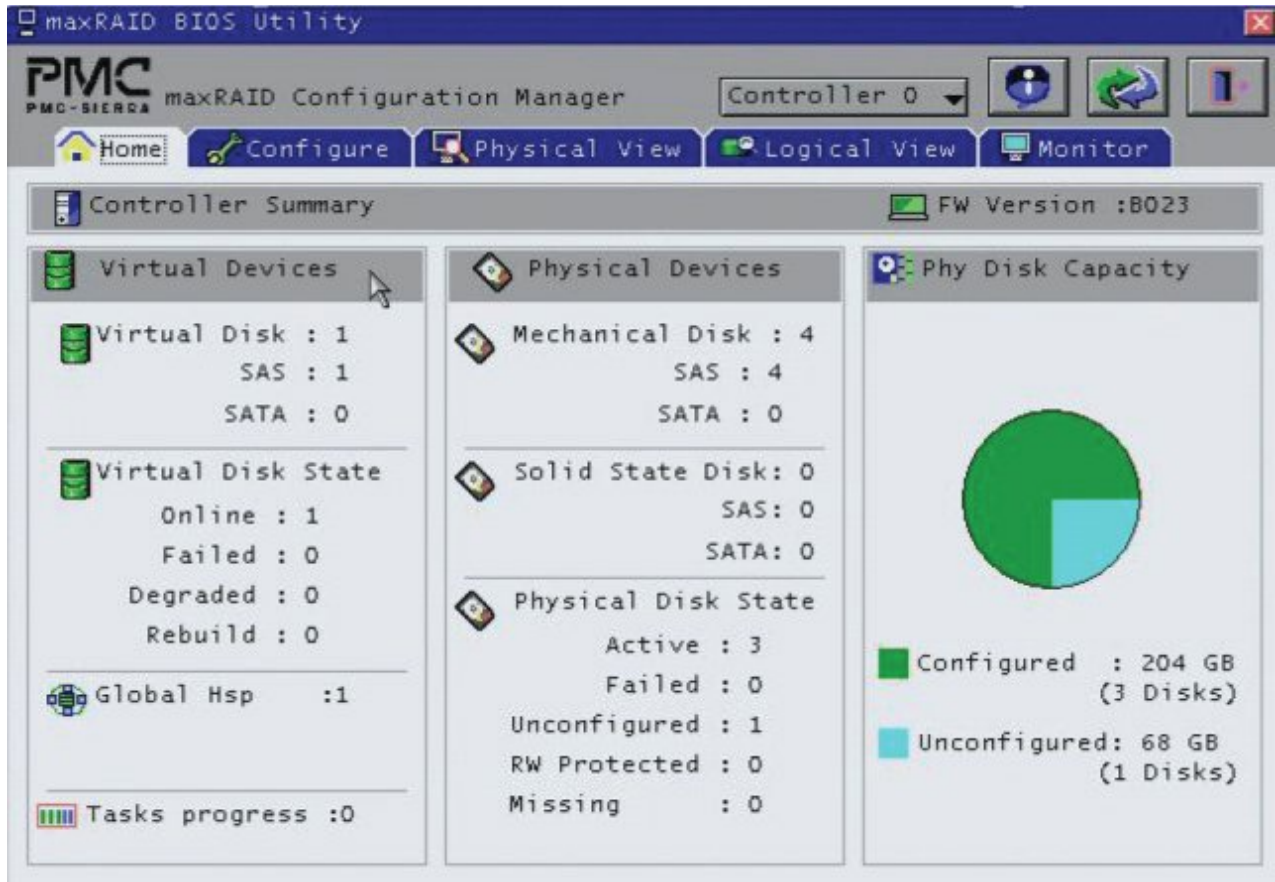 maxRAID BIOS Utility
PMC
PMC-SIERRA
maxRAID Configuration Manager
Controller 0
Home
Configure
Physical View
Logical View
Monitor
Controller Summary
FW Version :B023
Virtual Devices
Virtual Disk : 1
SAS : 1
SATA : 0
Virtual Disk State
Online : 1
Failed : 0
Degraded : 0
Rebuild : 0
Global Hsp :1
Tasks progress :0
Physical Devices
Mechanical Disk : 4
SAS : 4
SATA : 0
Solid State Disk: 0
SAS: 0
SATA: 0
Physical Disk State
Active : 3
Failed : 0
Unconfigured : 1
RW Protected : 0
Missing : 0
Phy Disk Capacity
Configured : 204 GB
(3 Disks)
Unconfigured: 68 GB
(1 Disks)